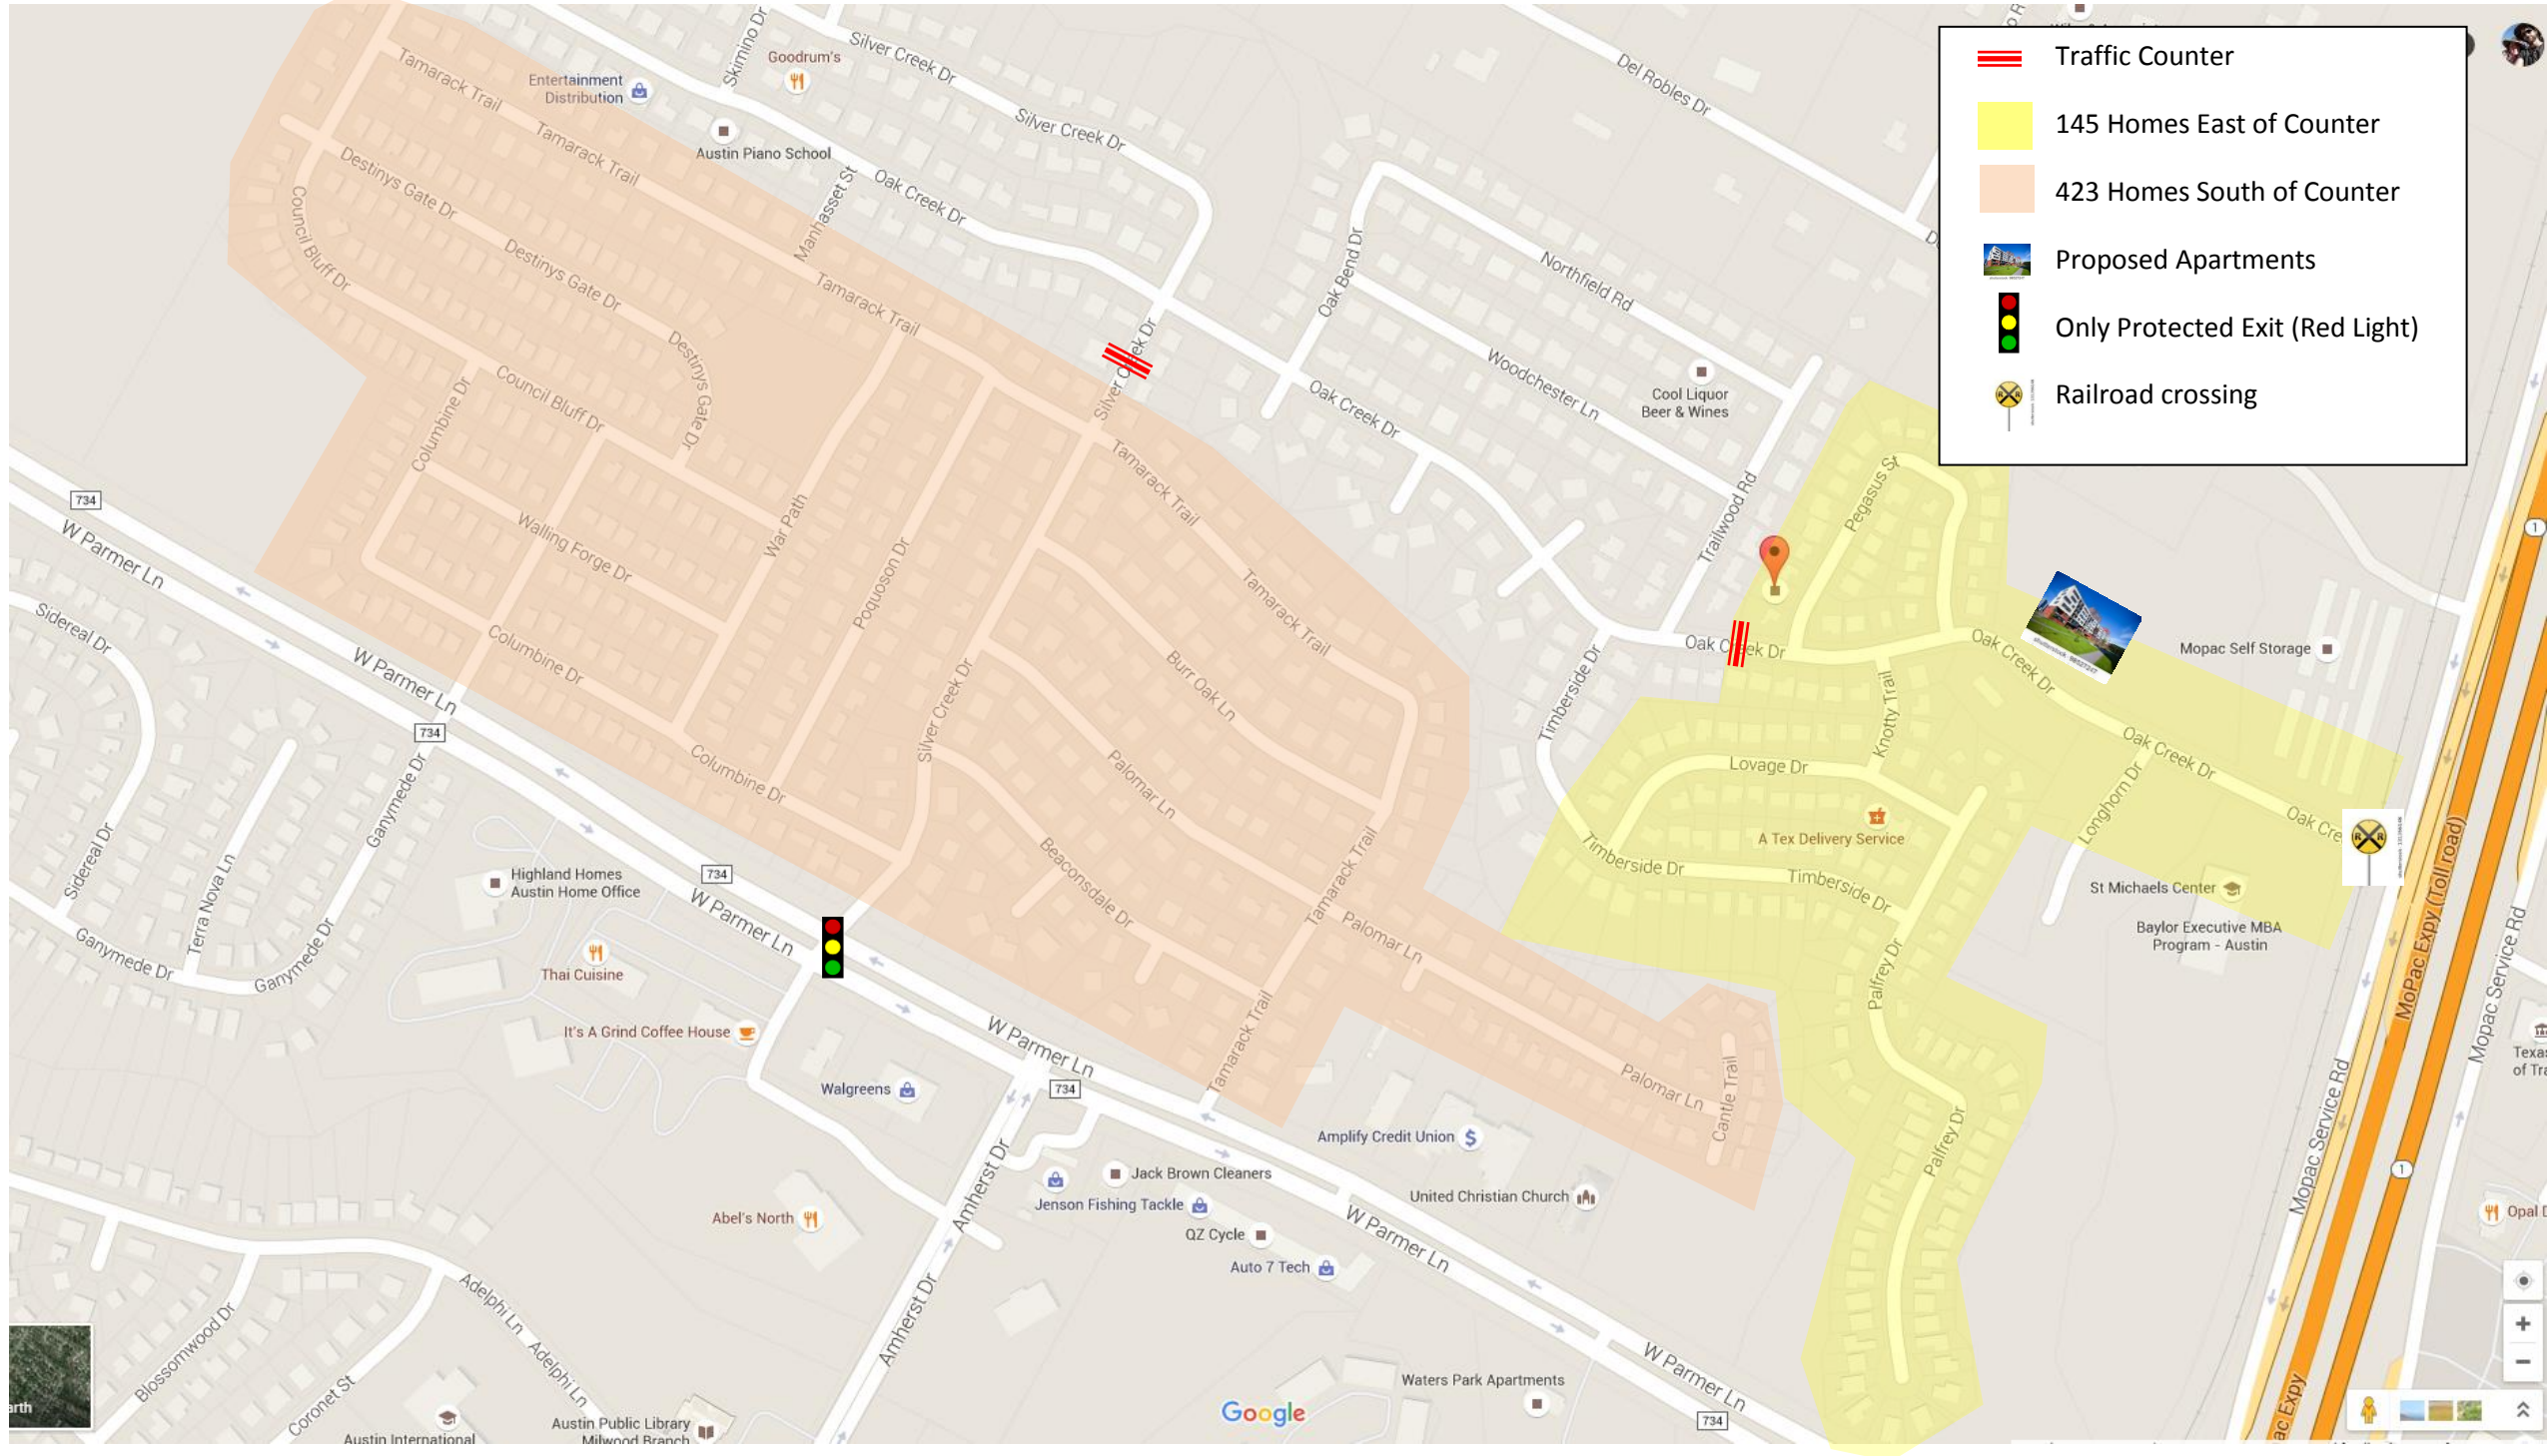 Traffic Counter
145 Homes East of Counter
423 Homes South of Counter
Proposed Apartments
Only Protected Exit (Red Light)
Railroad crossing
Skimino Dr
Goodrum's
Silver Creek Dr
Silver Creek Dr
Del Robles Dr
Tamarack Trail
Entertainment
Distribution
Tamarack Trail
Austin Piano School
Manhasset St
Oak Creek Dr
Destinys Gate Dr
Council Bluff Dr
Destinys Gate Dr
Tamarack Trail
Oak Bend Dr
Northfield Rd
Destinys Gate Dr
Silver Creek Dr
Woodchester Ln
Cool Liquor
Beer & Wines
Oak Creek Dr
Council Bluff Dr
Columbine Dr
Tamarack Trail
Pegasus St
734
W Parmer Ln
Walling Forge Dr
War Path
Poquoson Dr
Trailwood Rd
1
Tamarack Trail
Sidereal Dr
W Parmer Ln
Columbine Dr
Oak Creek Dr
Oak Creek Dr
Mopac Self Storage
734
Silver Creek Dr
Burr Oak Ln
Timberside Dr
Knotty Trail
Columbine Dr
Palomar Ln
Lovage Dr
Oak Creek Dr
Longhorn Dr
Oak Cre
Ganymede Dr
Sidereal Dr
Terra Nova Ln
Highland Homes
Austin Home Office
734
W Parmer Ln
Beaconsdale Dr
Tamarack Trail
A Tex Delivery Service
Timberside Dr
Timberside Dr
St Michaels Center
Baylor Executive MBA
Program - Austin
MoPac Expy (Toll road)
Mopac Service Rd
Ganymede Dr
Ganymede Dr
Thai Cuisine
Palomar Ln
Palfrey Dr
It's A Grind Coffee House
W Parmer Ln
Tamarack Trail
Walgreens
734
Palomar Ln
Cantle Trail
Palfrey Dr
Mopac Service Rd
Texas
of Tra
1
Amplify Credit Union
Jack Brown Cleaners
Jenson Fishing Tackle
United Christian Church
Amherst Dr
Abel's North
QZ Cycle
Auto 7 Tech
W Parmer Ln
Opal D
Amherst Dr
Adelphi Ln
Adelphi Ln
Blossomwood Dr
Coronet St
W Parmer Ln
Waters Park Apartments
734
Google
arth
Austin International
Austin Public Library
Milwood Branch
ac Expy